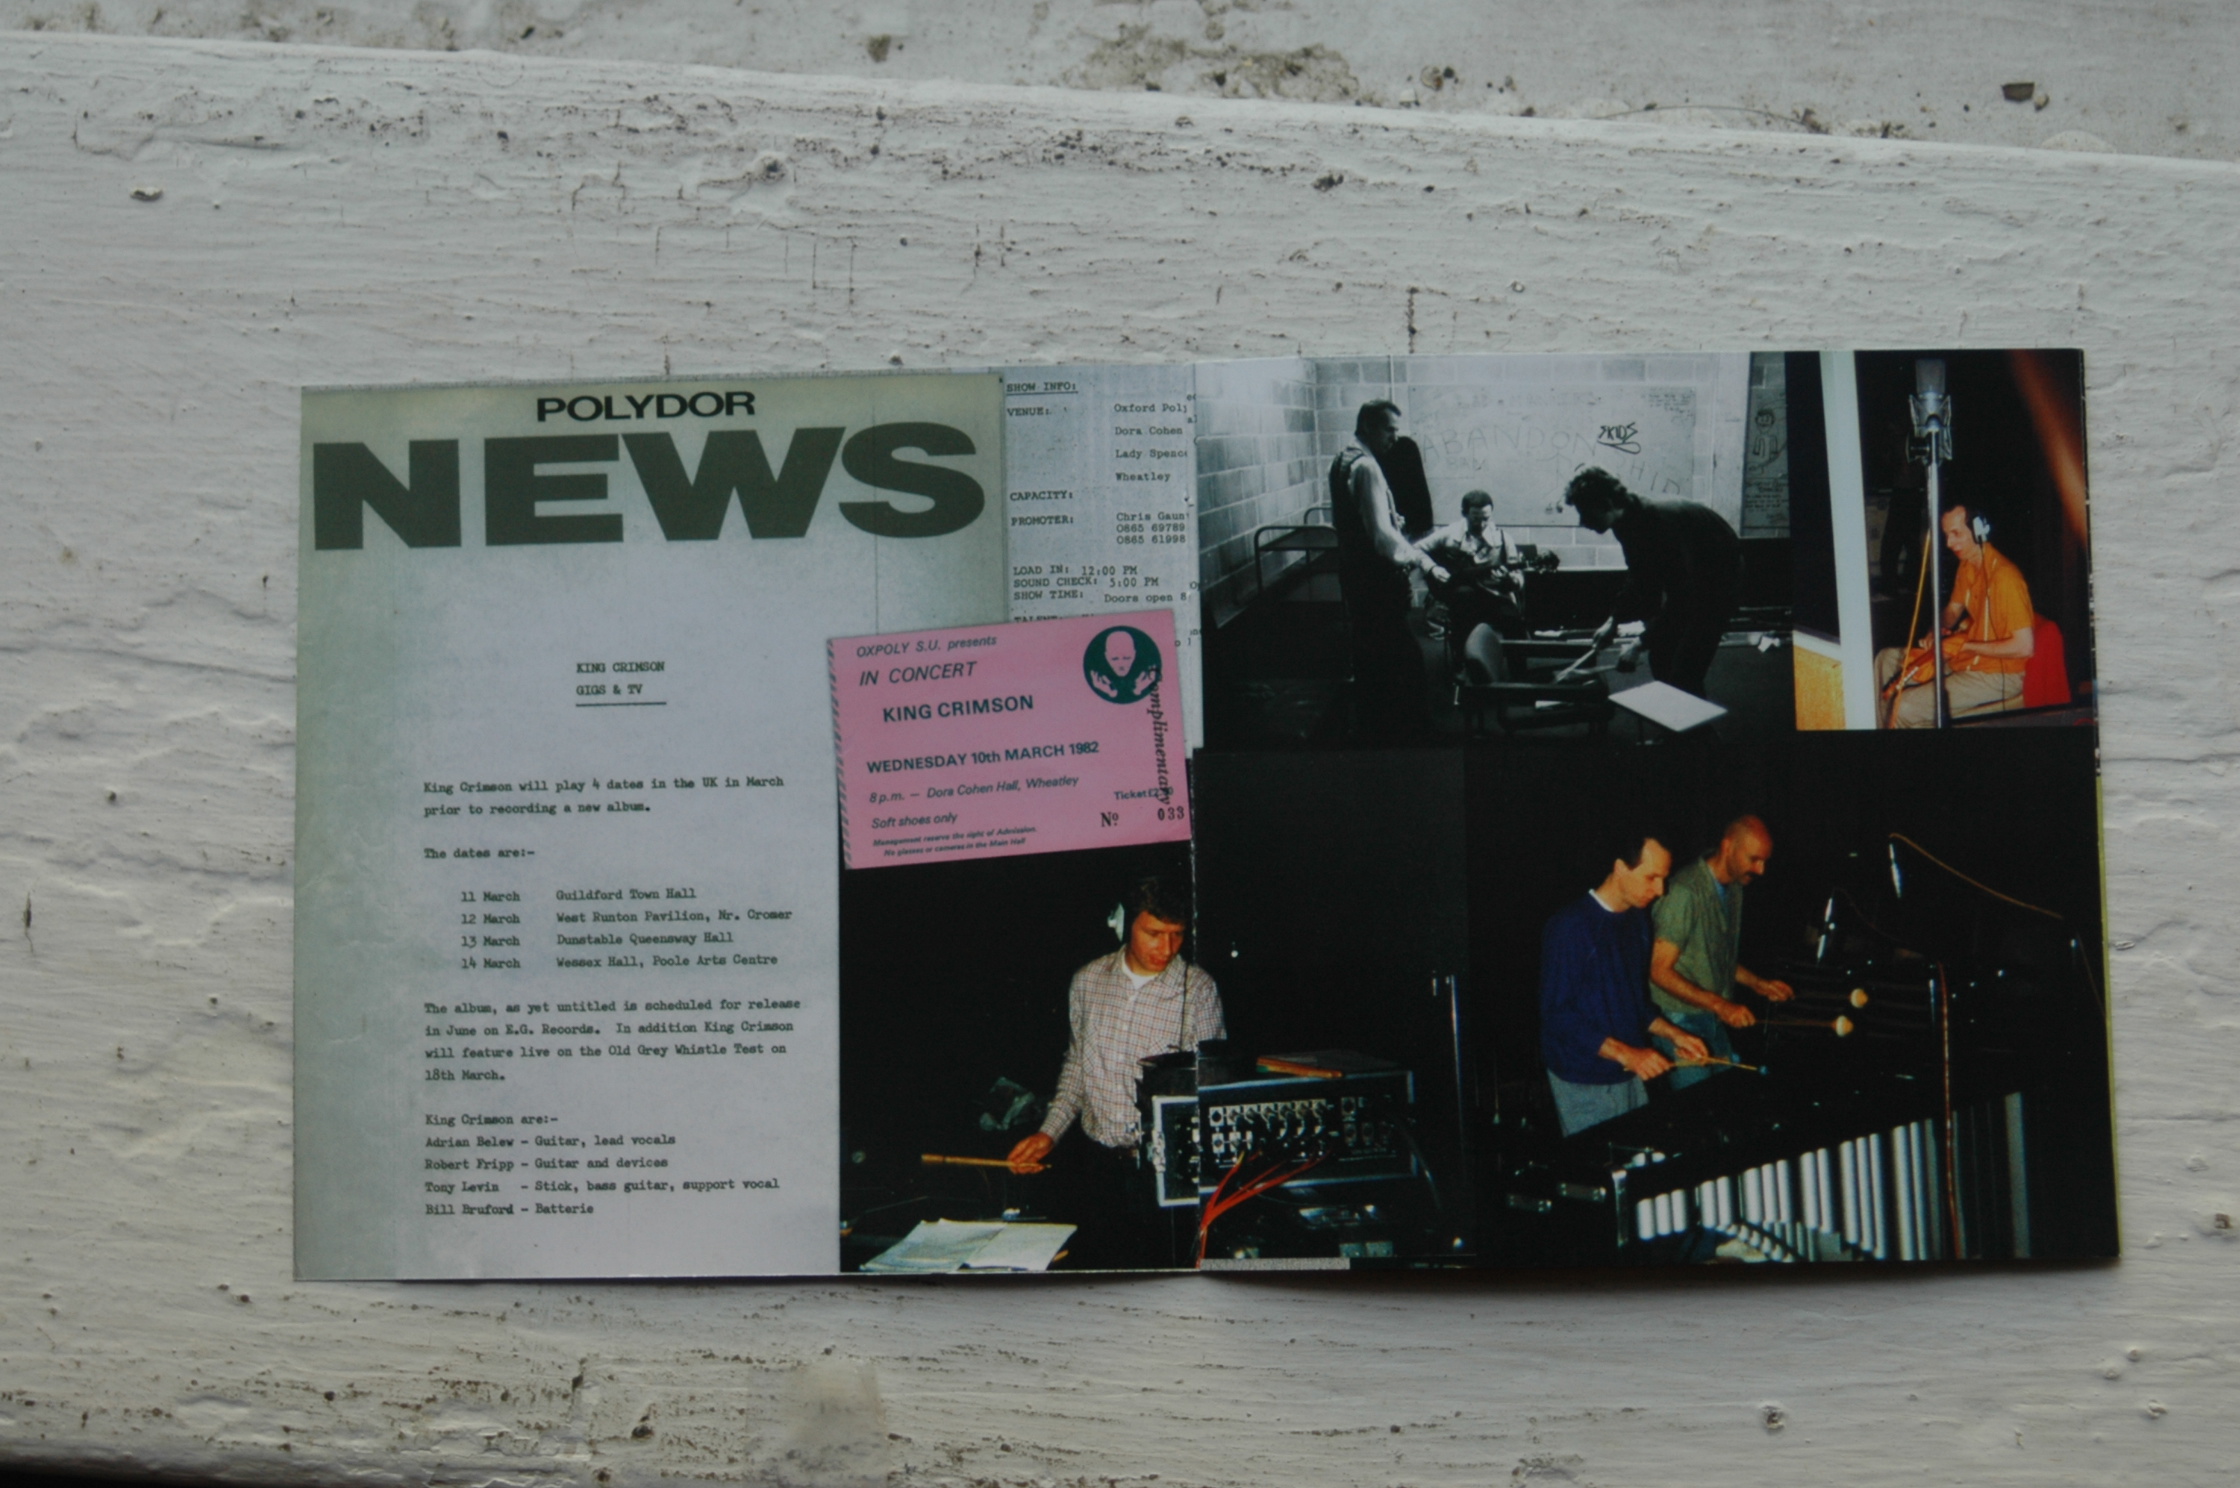 POLYDOR
NEWS
KING CRIMSON
GIGS & TV
King Crimson will play 4 dates in the UK in March
prior to recording a new album.
The dates are:-
11 March Guildford Town Hall
12 March West Runton Pavilion, Nr. Cromer
13 March Dunstable Queensway Hall
14 March Wessex Hall, Poole Arts Centre
The album, as yet untitled is scheduled for release
in June on E.G. Records. In addition King Crimson
will feature live on the Old Grey Whistle Test on
18th March.
King Crimson are:-
Adrian Belew - Guitar, lead vocals
Robert Fripp - Guitar and devices
Tony Levin - Stick, bass guitar, support vocal
Bill Bruford - Batterie
SHOW INFO:
VENUE: Oxford Pol
Dora Cohen
Lady Spenc
Wheatley
CAPACITY:
PROMOTER: Chris Gaun
0865 69789
0865 61998
LOAD IN: 12:00 PM
SOUND CHECK: 5:00 PM
SHOW TIME: Doors open 8
OXPOLY S.U. presents
IN CONCERT
KING CRIMSON
WEDNESDAY 10th MARCH 1982
8 p.m. — Dora Cohen Hall, Wheatley
Ticket
Soft shoes only
Nº 033
Management reserve the right of Admission.
No glasses or cameras in the Main Hall
Complimentary
ABANDON
SKIDS